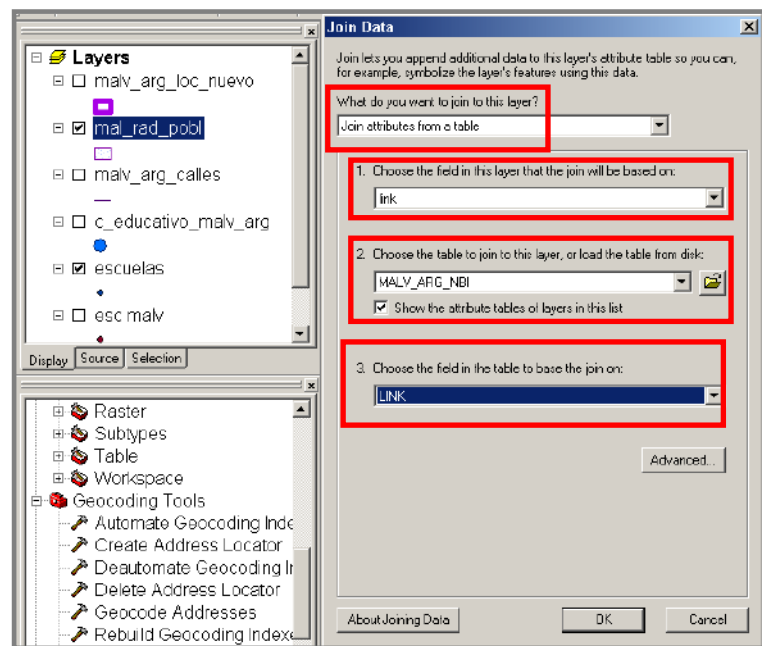 Layers
malv_arg_loc_nuevo
mal_rad_pobl
malv_arg_calles
c_educativo_malv_arg
escuelas
esc malv
Display Source Selection
Raster
Subtypes
Table
Workspace
Geocoding Tools
Automate Geocoding Inde
Create Address Locator
Deautomate Geocoding Ir
Delete Address Locator
Geocode Addresses
Rebuild Geocoding Indexe
Join Data
Join lets you append additional data to this layer's attribute table so you can,
for example, symbolize the layer's features using this data.
What do you want to join to this layer?
Join attributes from a table
1. Choose the field in this layer that the join will be based on:
link
2. Choose the table to join to this layer, or load the table from disk:
MALV_ARG_NBI
Show the attribute tables of layers in this list
3. Choose the field in the table to base the join on:
LINK
Advanced...
About Joining Data
OK
Cancel